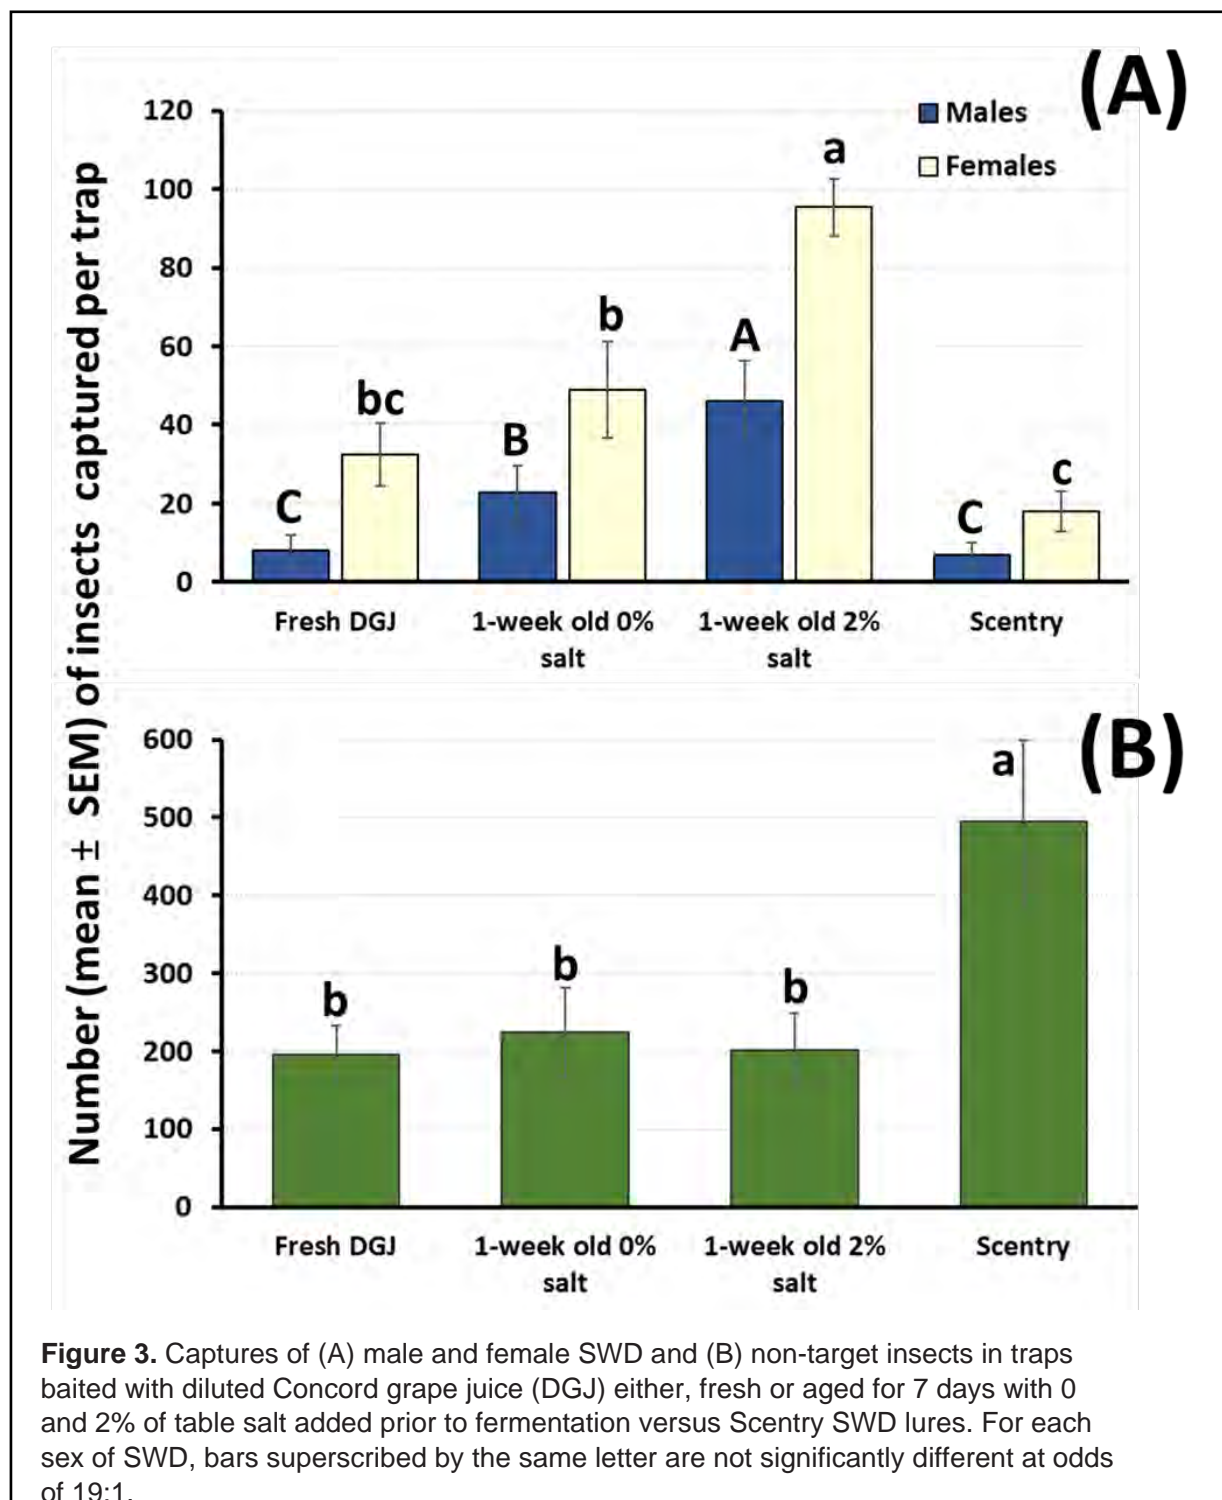 (A)
Number (mean ± SEM) of insects captured per trap
120
100
80
60
40
20
0
Males
Females
C
bc
B
b
A
a
C
c
Fresh DGJ
1-week old 0%
salt
1-week old 2%
salt
Scentry
(B)
600
500
400
300
200
100
0
b
b
b
a
Fresh DGJ
1-week old 0%
salt
1-week old 2%
salt
Scentry
Figure 3. Captures of (A) male and female SWD and (B) non-target insects in traps
baited with diluted Concord grape juice (DGJ) either, fresh or aged for 7 days with 0
and 2% of table salt added prior to fermentation versus Scentry SWD lures. For each
sex of SWD, bars superscribed by the same letter are not significantly different at odds
of 19:1.